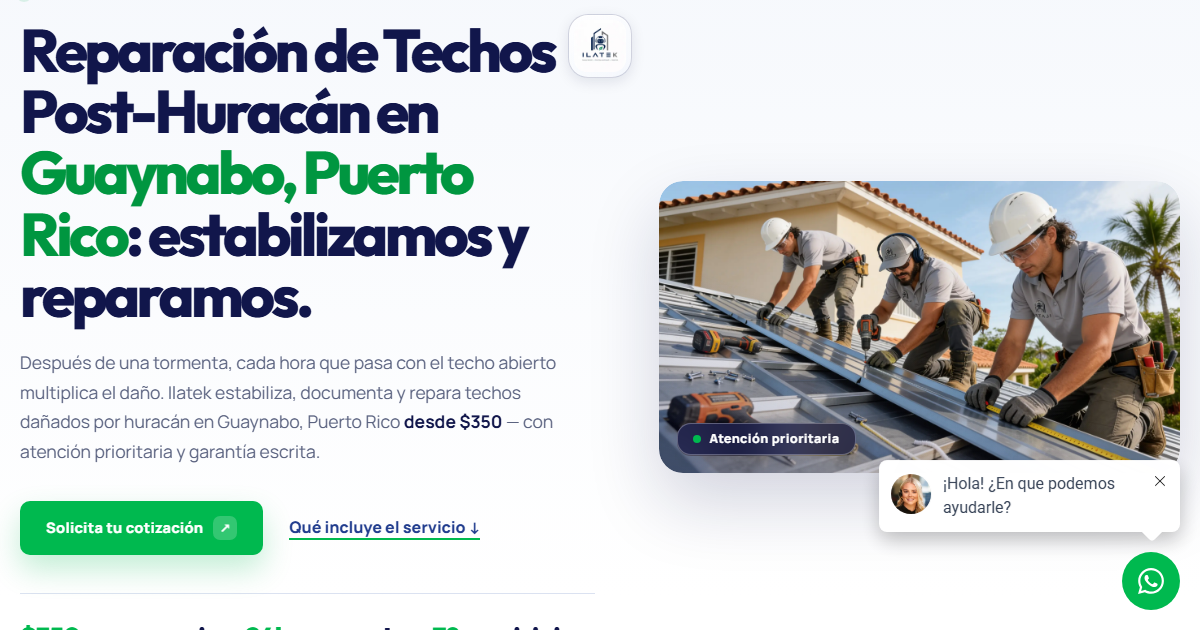 Reparación de Techos
Post-Huracán en
Guaynabo, Puerto
Rico: estabilizamos y
reparamos.
ILATEK
Después de una tormenta, cada hora que pasa con el techo abierto
multiplica el daño. Ilatek estabiliza, documenta y repara techos
dañados por huracán en Guaynabo, Puerto Rico desde $350 — con
atención prioritaria y garantía escrita.
Solicita tu cotización ↗
Qué incluye el servicio ↓
Atención prioritaria
¡Hola! ¿En que podemos
ayudarle?